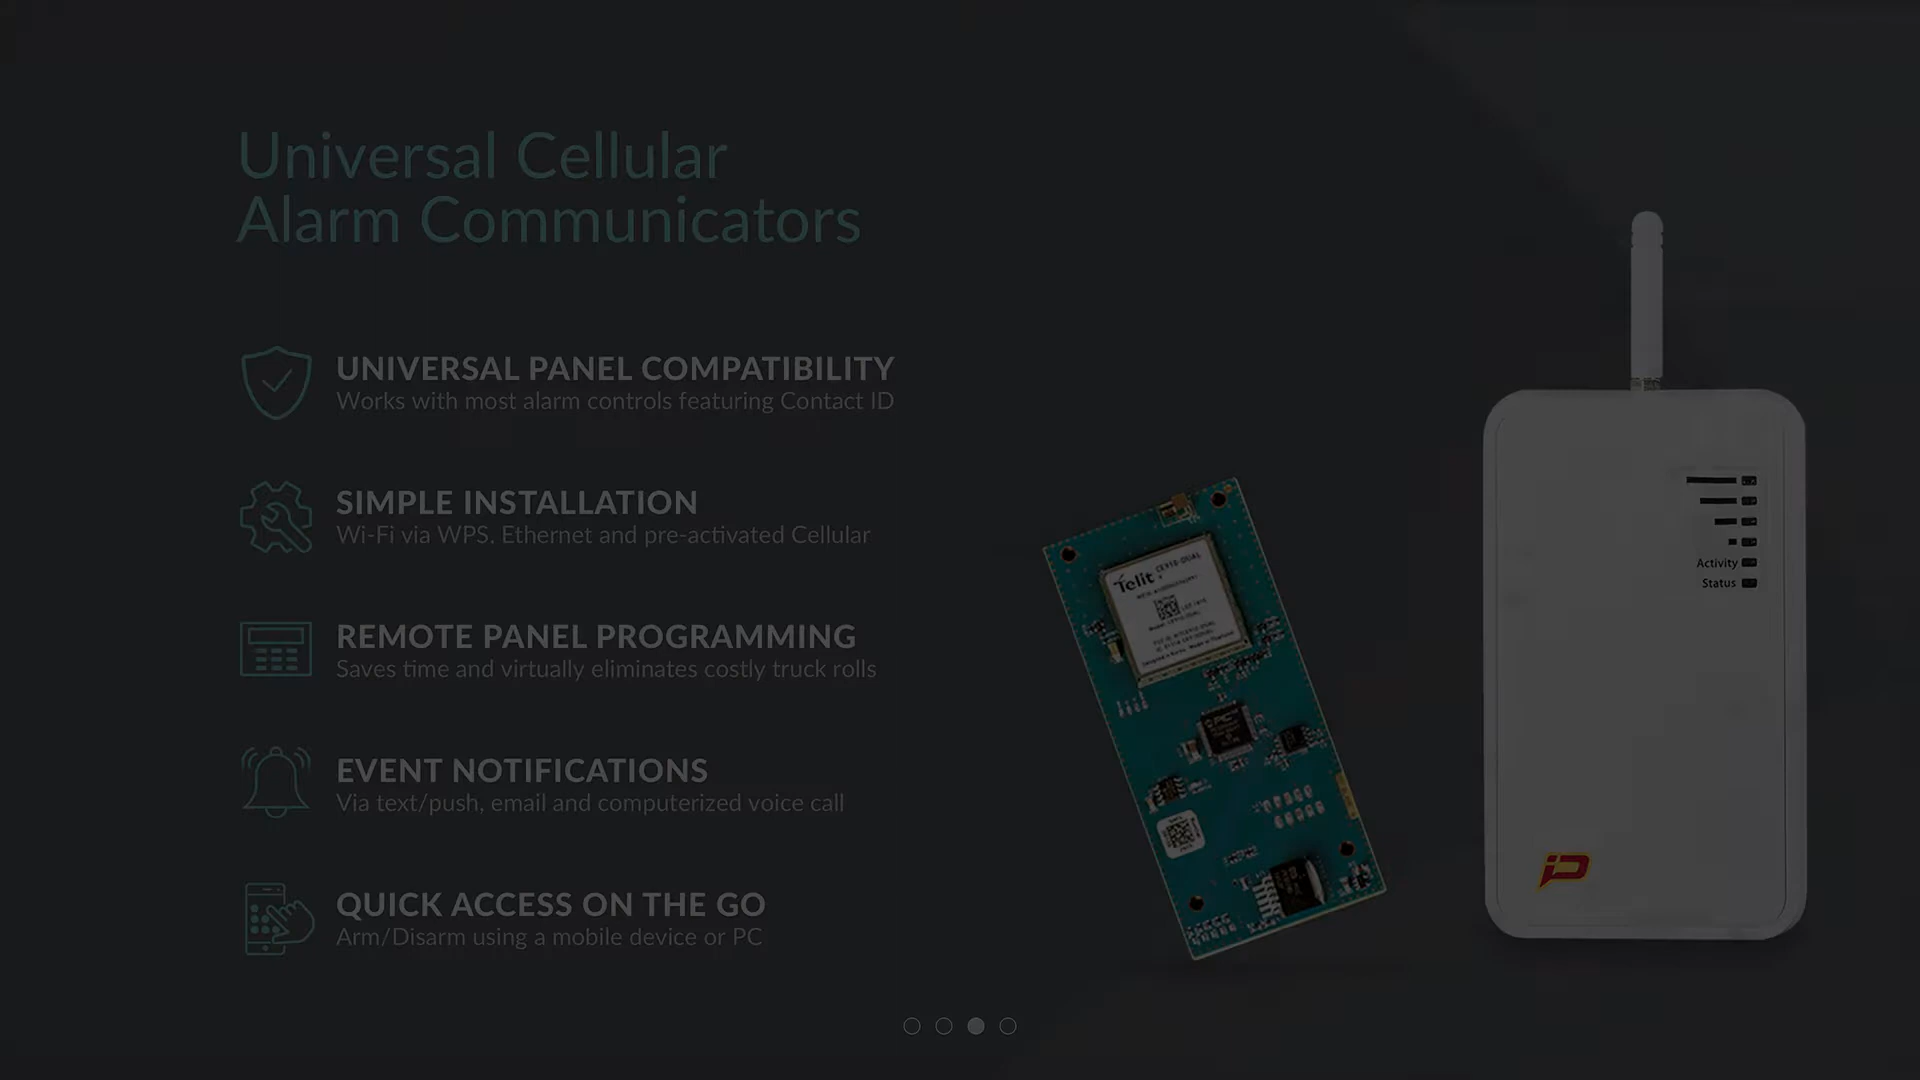 Universal Cellular
Alarm Communicators
UNIVERSAL PANEL COMPATIBILITY
Works with most alarm controls featuring Contact ID
SIMPLE INSTALLATION
Wi-Fi via WPS. Ethernet and pre-activated Cellular
REMOTE PANEL PROGRAMMING
Saves time and virtually eliminates costly truck rolls
EVENT NOTIFICATIONS
Via text/push, email and computerized voice call
QUICK ACCESS ON THE GO
Arm/Disarm using a mobile device or PC
Telit CE910-DUAL
Activity
Status
iD